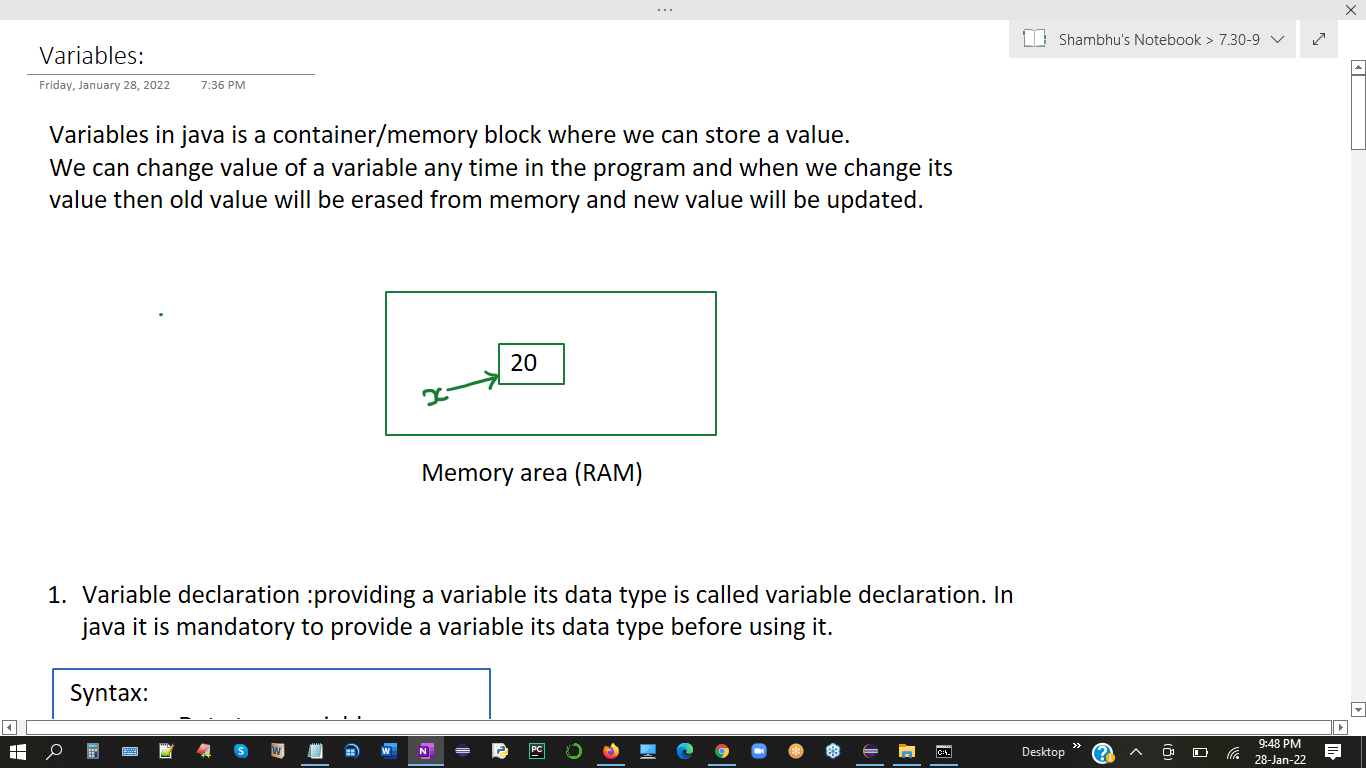 Shambhu's Notebook > 7.30-9
Variables:
Friday, January 28, 2022 7:36 PM
Variables in java is a container/memory block where we can store a value.
We can change value of a variable any time in the program and when we change its
value then old value will be erased from memory and new value will be updated.
20
x
Memory area (RAM)
1. Variable declaration :providing a variable its data type is called variable declaration. In
java it is mandatory to provide a variable its data type before using it.
Syntax:
Desktop
9:48 PM
28-Jan-22